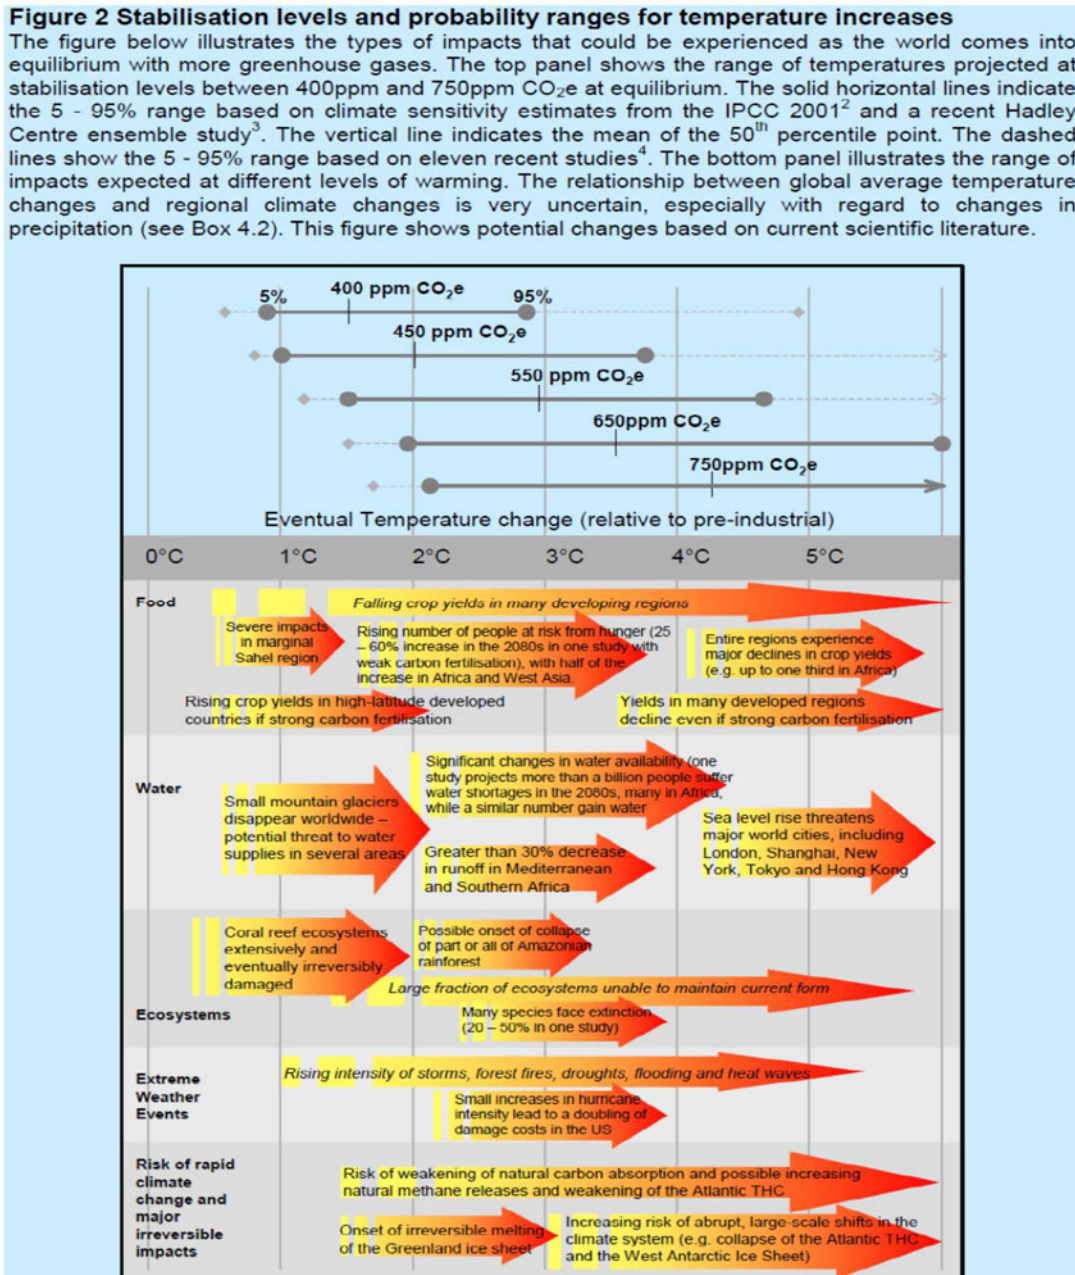 Figure 2 Stabilisation levels and probability ranges for temperature increases
The figure below illustrates the types of impacts that could be experienced as the world comes into
equilibrium with more greenhouse gases. The top panel shows the range of temperatures projected at
stabilisation levels between 400ppm and 750ppm CO₂e at equilibrium. The solid horizontal lines indicate
the 5 - 95% range based on climate sensitivity estimates from the IPCC 2001² and a recent Hadley
Centre ensemble study³. The vertical line indicates the mean of the 50th percentile point. The dashed
lines show the 5 - 95% range based on eleven recent studies⁴. The bottom panel illustrates the range of
impacts expected at different levels of warming. The relationship between global average temperature
changes and regional climate changes is very uncertain, especially with regard to changes in
precipitation (see Box 4.2). This figure shows potential changes based on current scientific literature.
5%
400 ppm CO₂e
95%
450 ppm CO₂e
550 ppm CO₂e
650ppm CO₂e
750ppm CO₂e
Eventual Temperature change (relative to pre-industrial)
0°C 1°C 2°C 3°C 4°C 5°C
Food
Falling crop yields in many developing regions
Severe impacts
in marginal
Sahel region
Rising number of people at risk from hunger (25
– 60% increase in the 2080s in one study with
weak carbon fertilisation), with half of the
increase in Africa and West Asia.
Entire regions experience
major declines in crop yields
(e.g. up to one third in Africa)
Rising crop yields in high-latitude developed
countries if strong carbon fertilisation
Yields in many developed regions
decline even if strong carbon fertilisation
Water
Small mountain glaciers
disappear worldwide –
potential threat to water
supplies in several areas
Significant changes in water availability (one
study projects more than a billion people suffer
water shortages in the 2080s, many in Africa,
while a similar number gain water
Greater than 30% decrease
in runoff in Mediterranean
and Southern Africa
Sea level rise threatens
major world cities, including
London, Shanghai, New
York, Tokyo and Hong Kong
Ecosystems
Coral reef ecosystems
extensively and
eventually irreversibly
damaged
Possible onset of collapse
of part or all of Amazonian
rainforest
Large fraction of ecosystems unable to maintain current form
Many species face extinction
(20 – 50% in one study)
Extreme
Weather
Events
Rising intensity of storms, forest fires, droughts, flooding and heat waves
Small increases in hurricane
intensity lead to a doubling of
damage costs in the US
Risk of rapid
climate
change and
major
irreversible
impacts
Risk of weakening of natural carbon absorption and possible increasing
natural methane releases and weakening of the Atlantic THC
Onset of irreversible melting
of the Greenland ice sheet
Increasing risk of abrupt, large-scale shifts in the
climate system (e.g. collapse of the Atlantic THC
and the West Antarctic Ice Sheet)